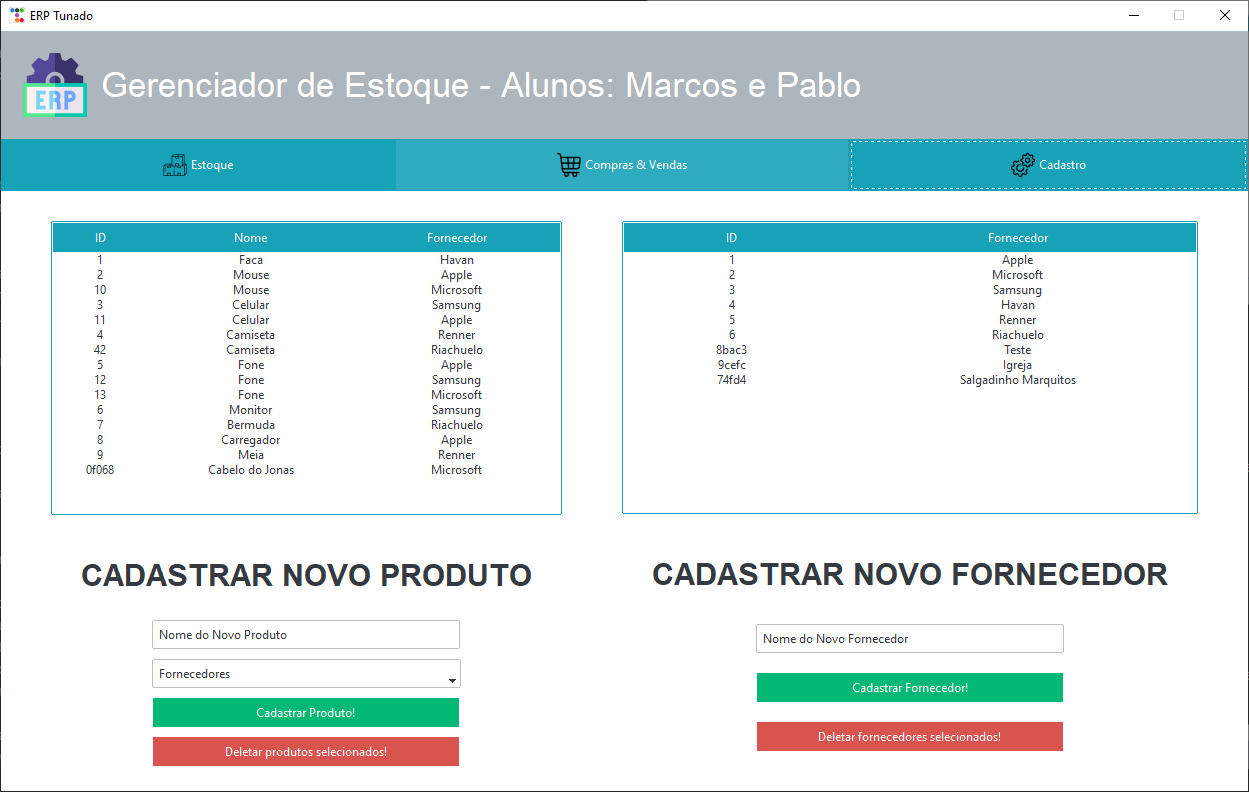 ERP Tunado
ERP
Gerenciador de Estoque - Alunos: Marcos e Pablo
Estoque
Compras & Vendas
Cadastro
ID Nome Fornecedor
1 Faca Havan
2 Mouse Apple
10 Mouse Microsoft
3 Celular Samsung
11 Celular Apple
4 Camiseta Renner
42 Camiseta Riachuelo
5 Fone Apple
12 Fone Samsung
13 Fone Microsoft
6 Monitor Samsung
7 Bermuda Riachuelo
8 Carregador Apple
9 Meia Renner
0f068 Cabelo do Jonas Microsoft
ID Fornecedor
1 Apple
2 Microsoft
3 Samsung
4 Havan
5 Renner
6 Riachuelo
8bac3 Teste
9cefc Igreja
74fd4 Salgadinho Marquitos
CADASTRAR NOVO PRODUTO
Nome do Novo Produto
Fornecedores
Cadastrar Produto!
Deletar produtos selecionados!
CADASTRAR NOVO FORNECEDOR
Nome do Novo Fornecedor
Cadastrar Fornecedor!
Deletar fornecedores selecionados!